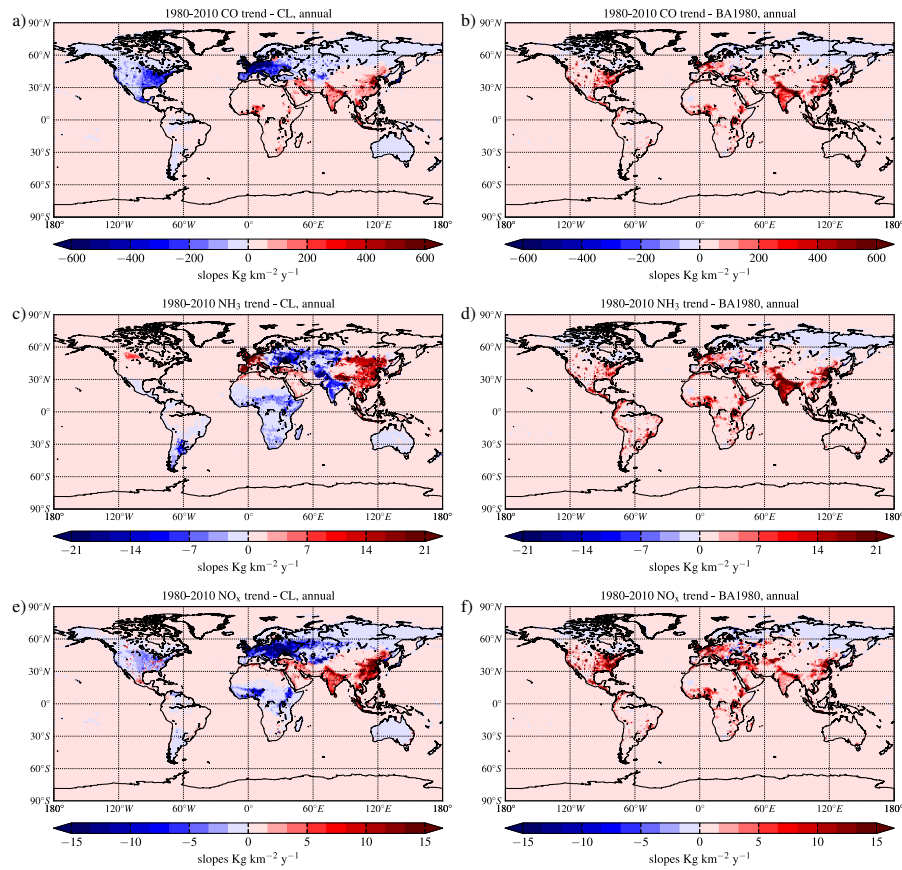 a) 1980-2010 CO trend - CL, annual
90°N
60°N
30°N
0°
30°S
60°S
90°S
180° 120°W 60°W 0° 60°E 120°E 180°
−600 −400 −200 0 200 400 600
slopes Kg km⁻² y⁻¹
b) 1980-2010 CO trend - BA1980, annual
90°N
60°N
30°N
0°
30°S
60°S
90°S
180° 120°W 60°W 0° 60°E 120°E 180°
−600 −400 −200 0 200 400 600
slopes Kg km⁻² y⁻¹
c) 1980-2010 NH₃ trend - CL, annual
90°N
60°N
30°N
0°
30°S
60°S
90°S
180° 120°W 60°W 0° 60°E 120°E 180°
−21 −14 −7 0 7 14 21
slopes Kg km⁻² y⁻¹
d) 1980-2010 NH₃ trend - BA1980, annual
90°N
60°N
30°N
0°
30°S
60°S
90°S
180° 120°W 60°W 0° 60°E 120°E 180°
−21 −14 −7 0 7 14 21
slopes Kg km⁻² y⁻¹
e) 1980-2010 NOₓ trend - CL, annual
90°N
60°N
30°N
0°
30°S
60°S
90°S
180° 120°W 60°W 0° 60°E 120°E 180°
−15 −10 −5 0 5 10 15
slopes Kg km⁻² y⁻¹
f) 1980-2010 NOₓ trend - BA1980, annual
90°N
60°N
30°N
0°
30°S
60°S
90°S
180° 120°W 60°W 0° 60°E 120°E 180°
−15 −10 −5 0 5 10 15
slopes Kg km⁻² y⁻¹